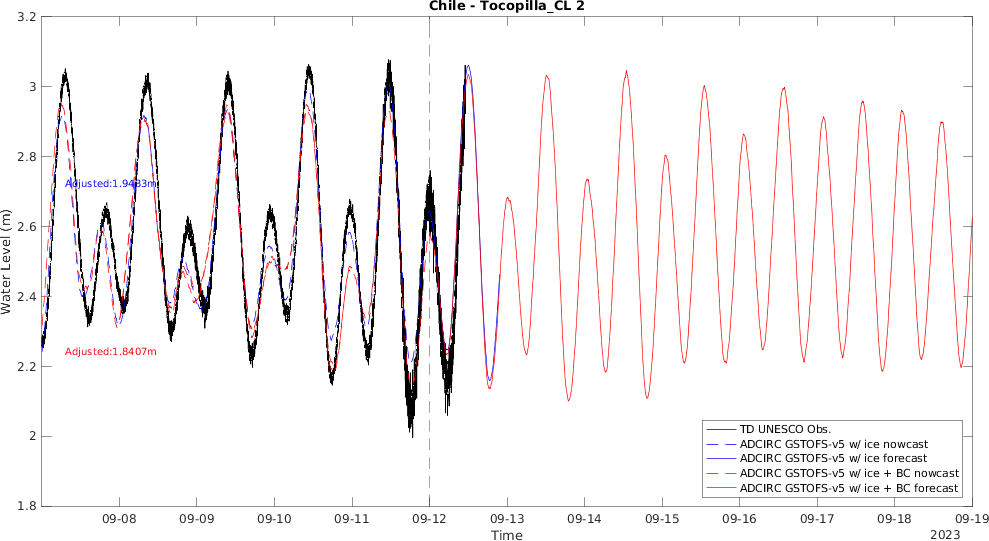 Chile - Tocopilla_CL 2
3.2
3
2.8
2.6
2.4
2.2
2
1.8
Water Level (m)
Adjusted:1.9483m
Adjusted:1.8407m
TD UNESCO Obs.
ADCIRC GSTOFS-v5 w/ ice nowcast
ADCIRC GSTOFS-v5 w/ ice forecast
ADCIRC GSTOFS-v5 w/ ice + BC nowcast
ADCIRC GSTOFS-v5 w/ ice + BC forecast
09-08 09-09 09-10 09-11 09-12 09-13 09-14 09-15 09-16 09-17 09-18 09-19
Time
2023